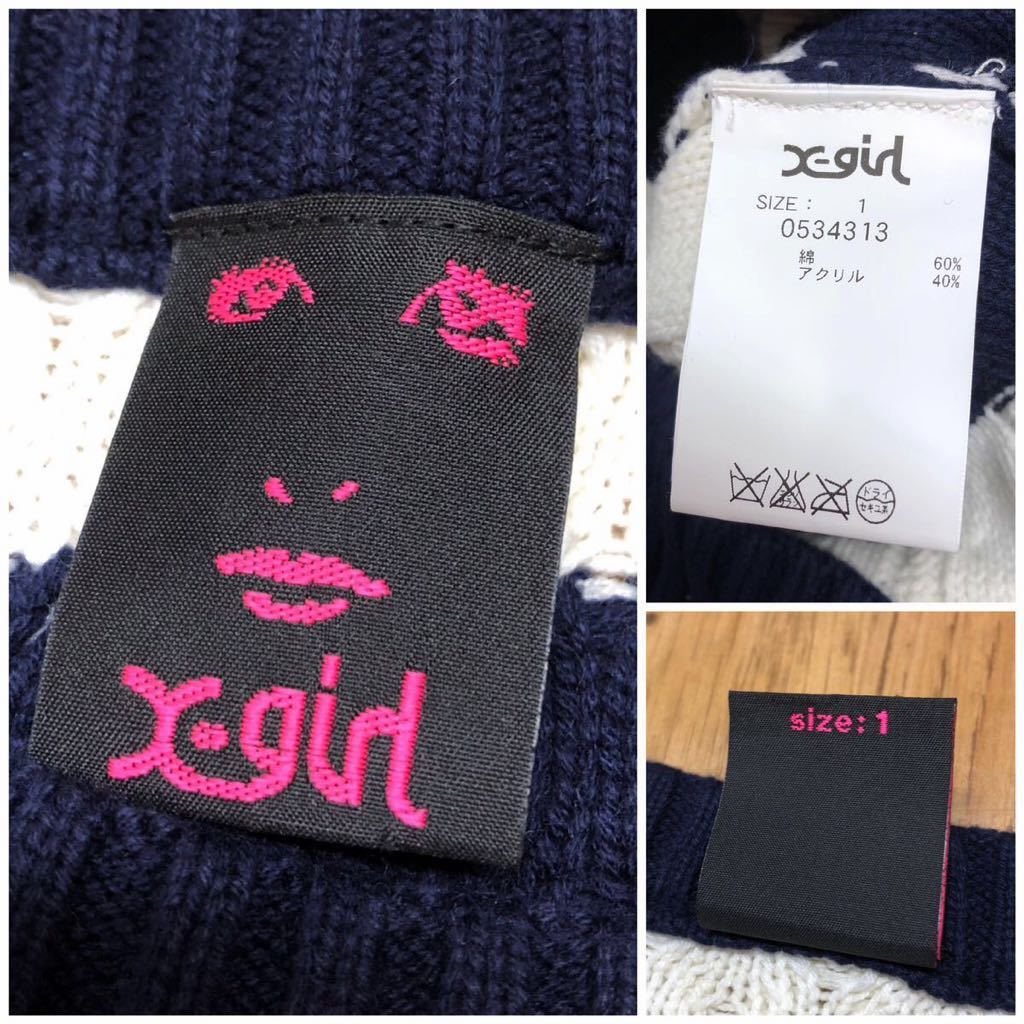 X-girl
X-girl
SIZE : 1
0534313
綿 60%
アクリル 40%
ドライ
セキユ系
size: 1